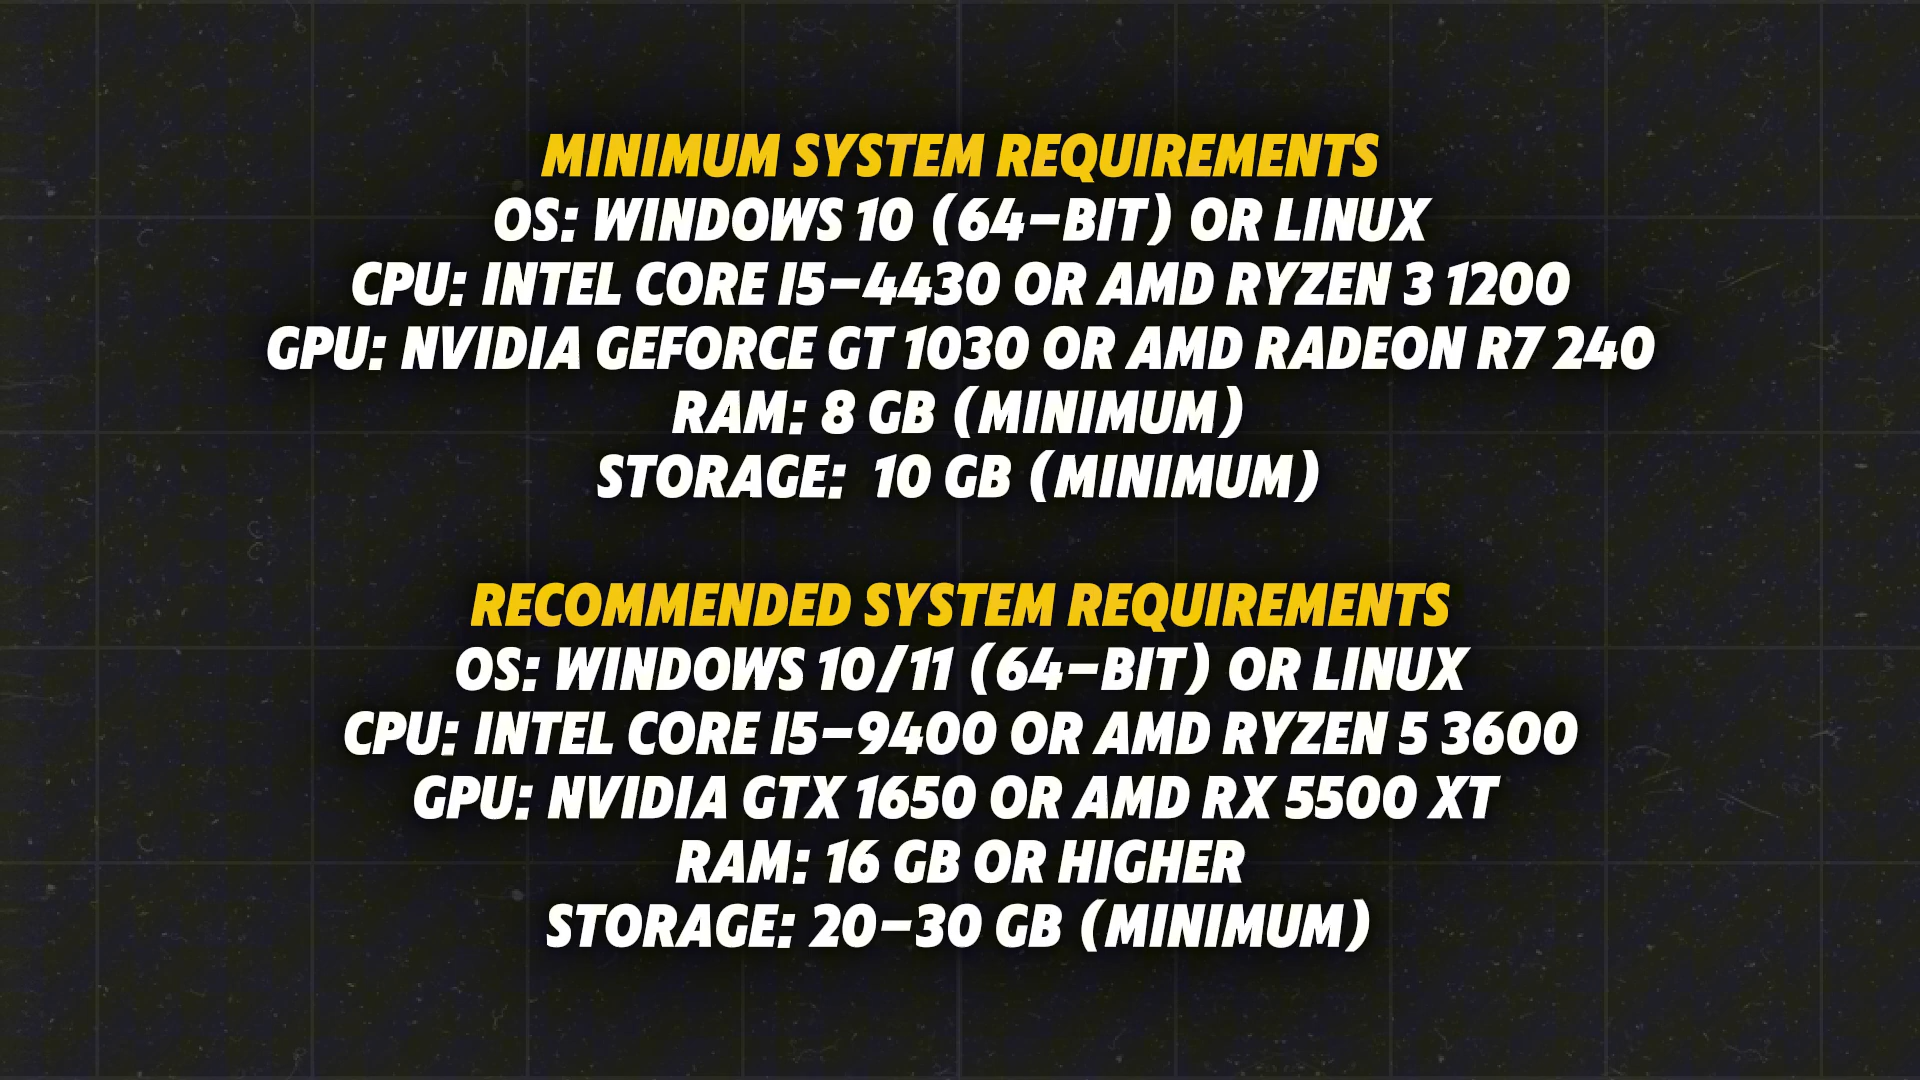 MINIMUM SYSTEM REQUIREMENTS
OS: WINDOWS 10 (64-BIT) OR LINUX
CPU: INTEL CORE I5-4430 OR AMD RYZEN 3 1200
GPU: NVIDIA GEFORCE GT 1030 OR AMD RADEON R7 240
RAM: 8 GB (MINIMUM)
STORAGE: 10 GB (MINIMUM)
RECOMMENDED SYSTEM REQUIREMENTS
OS: WINDOWS 10/11 (64-BIT) OR LINUX
CPU: INTEL CORE I5-9400 OR AMD RYZEN 5 3600
GPU: NVIDIA GTX 1650 OR AMD RX 5500 XT
RAM: 16 GB OR HIGHER
STORAGE: 20-30 GB (MINIMUM)